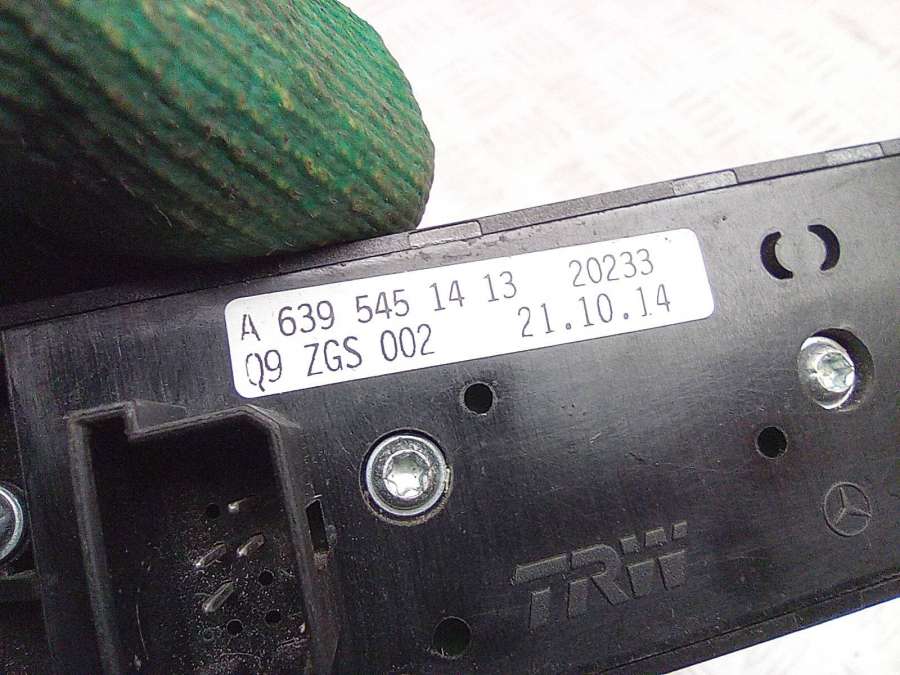 A 639 545 14 13 20233
Q9 ZGS 002 21.10.14
TRW